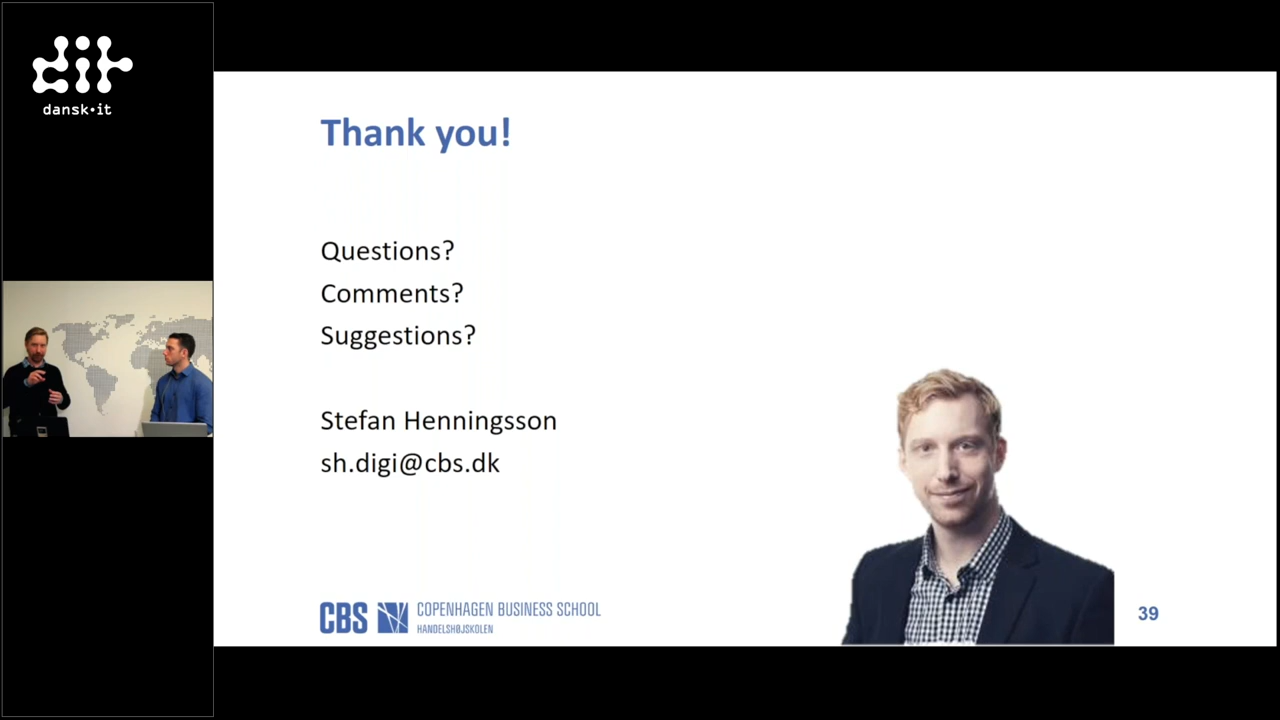 dit
dansk·it
Thank you!
Questions?
Comments?
Suggestions?
Stefan Henningsson
sh.digi@cbs.dk
CBS COPENHAGEN BUSINESS SCHOOL
HANDELSHØJSKOLEN
39